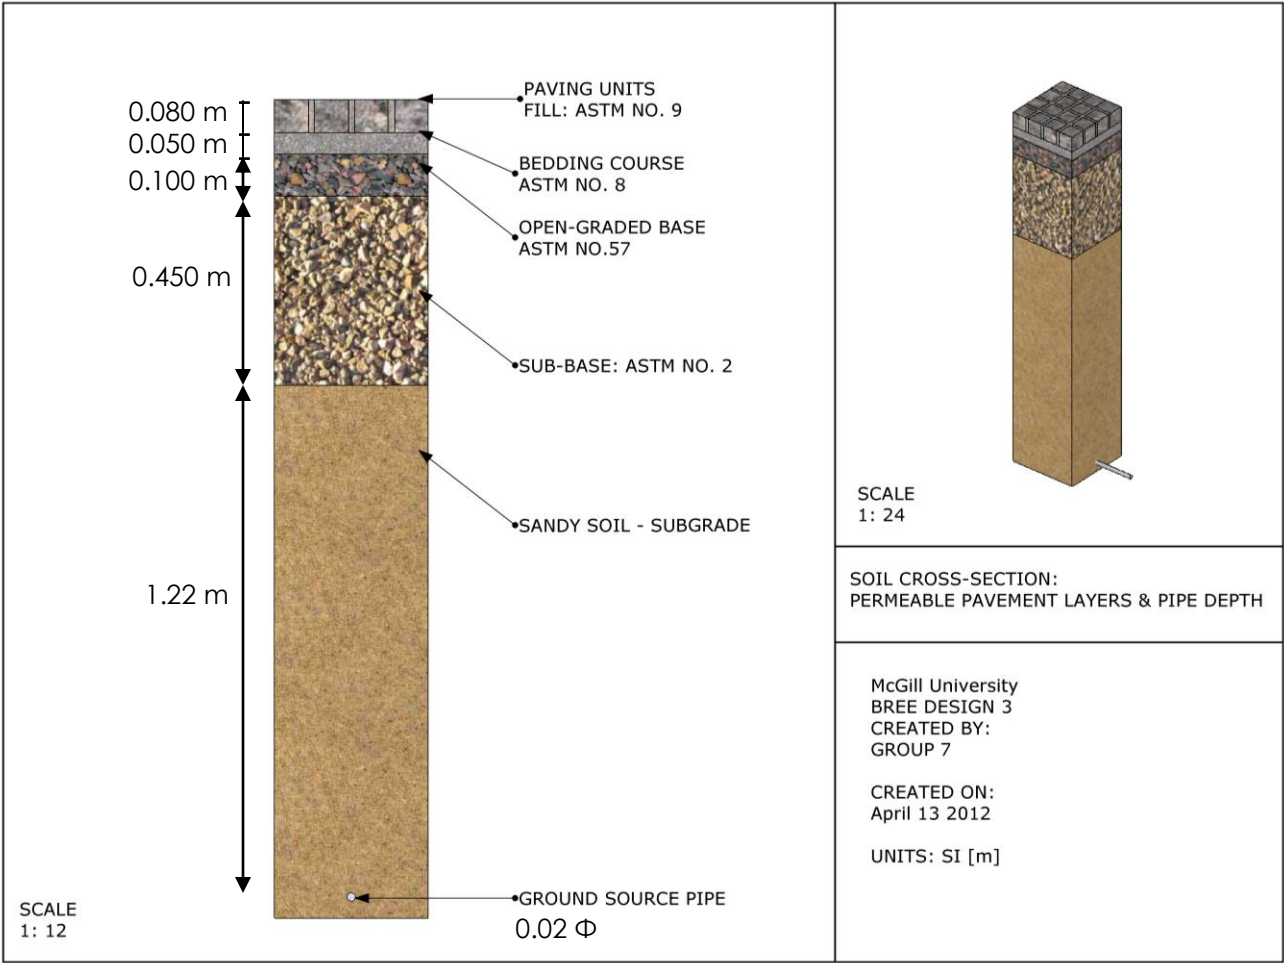 0.080 m
0.050 m
0.100 m
0.450 m
1.22 m
PAVING UNITS
FILL: ASTM NO. 9
BEDDING COURSE
ASTM NO. 8
OPEN-GRADED BASE
ASTM NO.57
SUB-BASE: ASTM NO. 2
SANDY SOIL - SUBGRADE
GROUND SOURCE PIPE
0.02 Φ
SCALE
1: 12
SCALE
1: 24
SOIL CROSS-SECTION:
PERMEABLE PAVEMENT LAYERS & PIPE DEPTH
McGill University
BREE DESIGN 3
CREATED BY:
GROUP 7
CREATED ON:
April 13 2012
UNITS: SI [m]